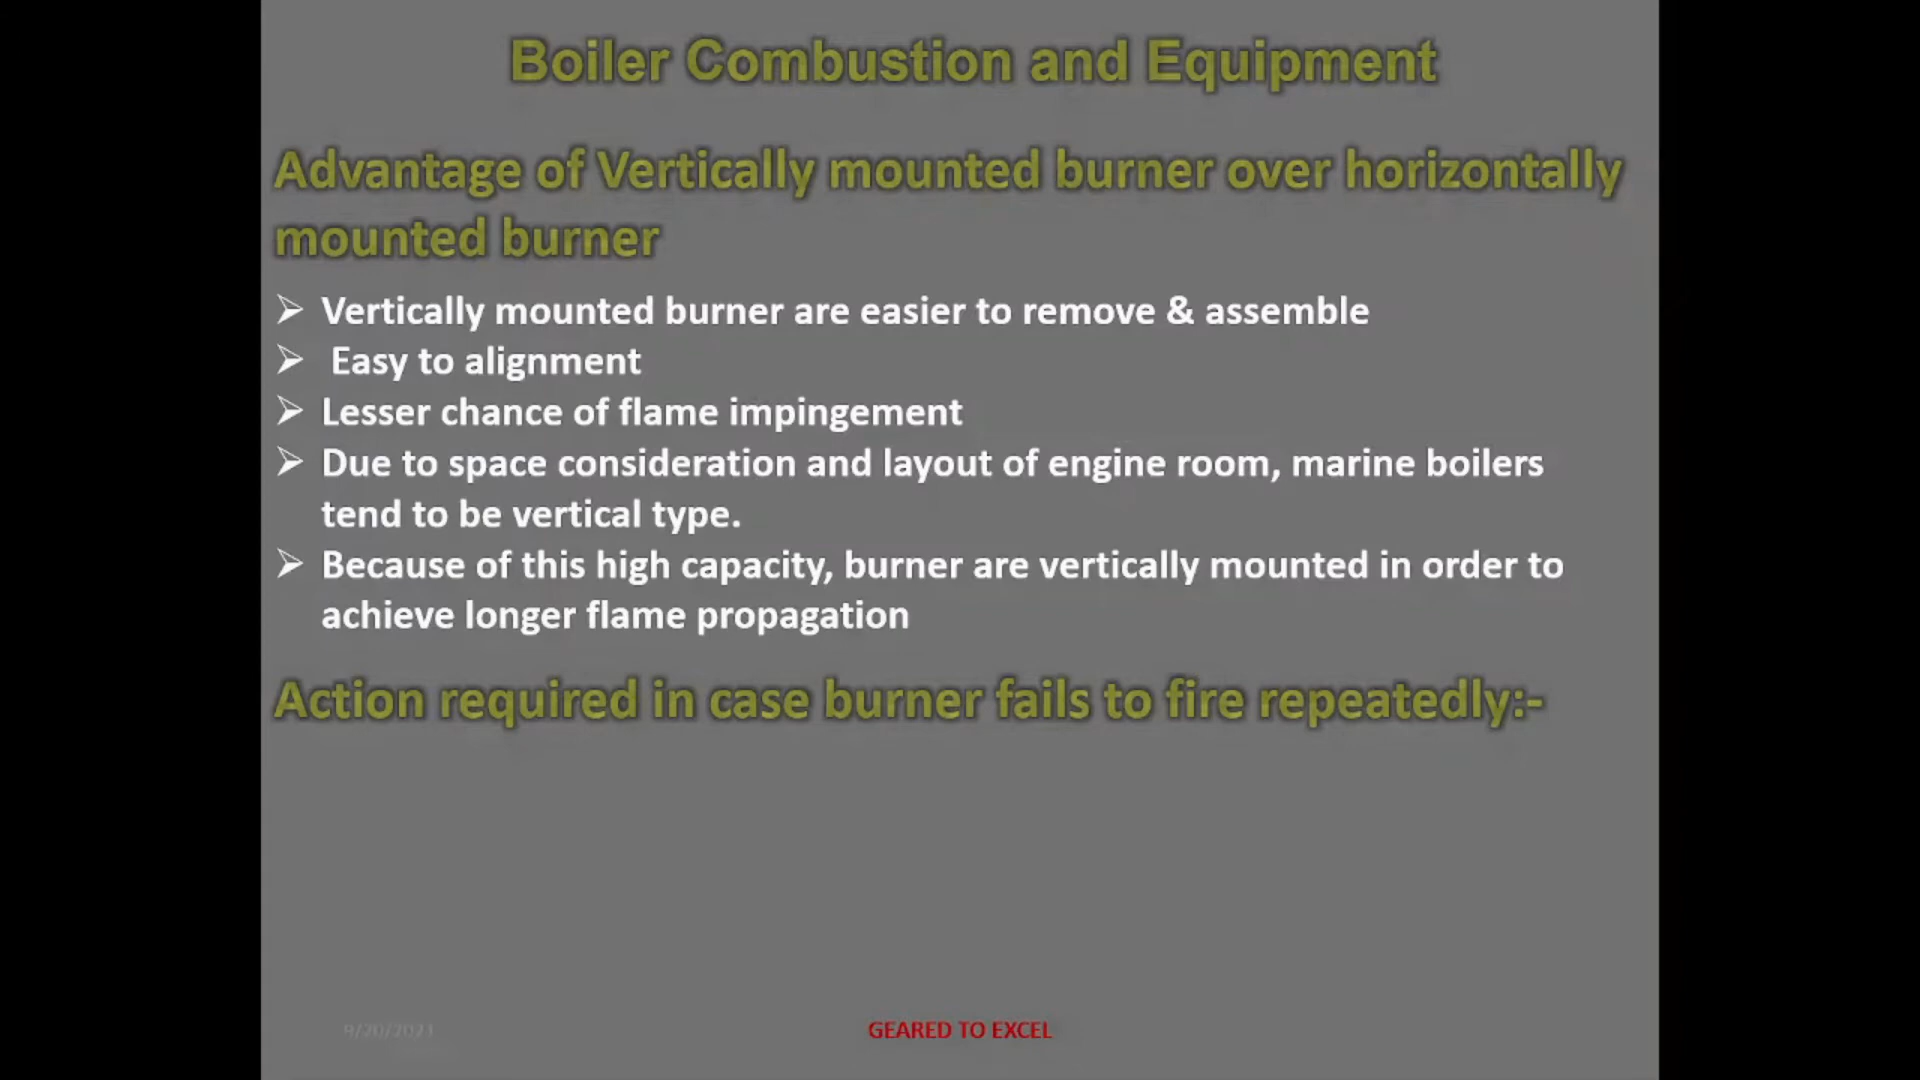 Boiler Combustion and Equipment
Advantage of Vertically mounted burner over horizontally
mounted burner
➢ Vertically mounted burner are easier to remove & assemble
➢ Easy to alignment
➢ Lesser chance of flame impingement
➢ Due to space consideration and layout of engine room, marine boilers
tend to be vertical type.
➢ Because of this high capacity, burner are vertically mounted in order to
achieve longer flame propagation
Action required in case burner fails to fire repeatedly:-
9/20/2021
GEARED TO EXCEL